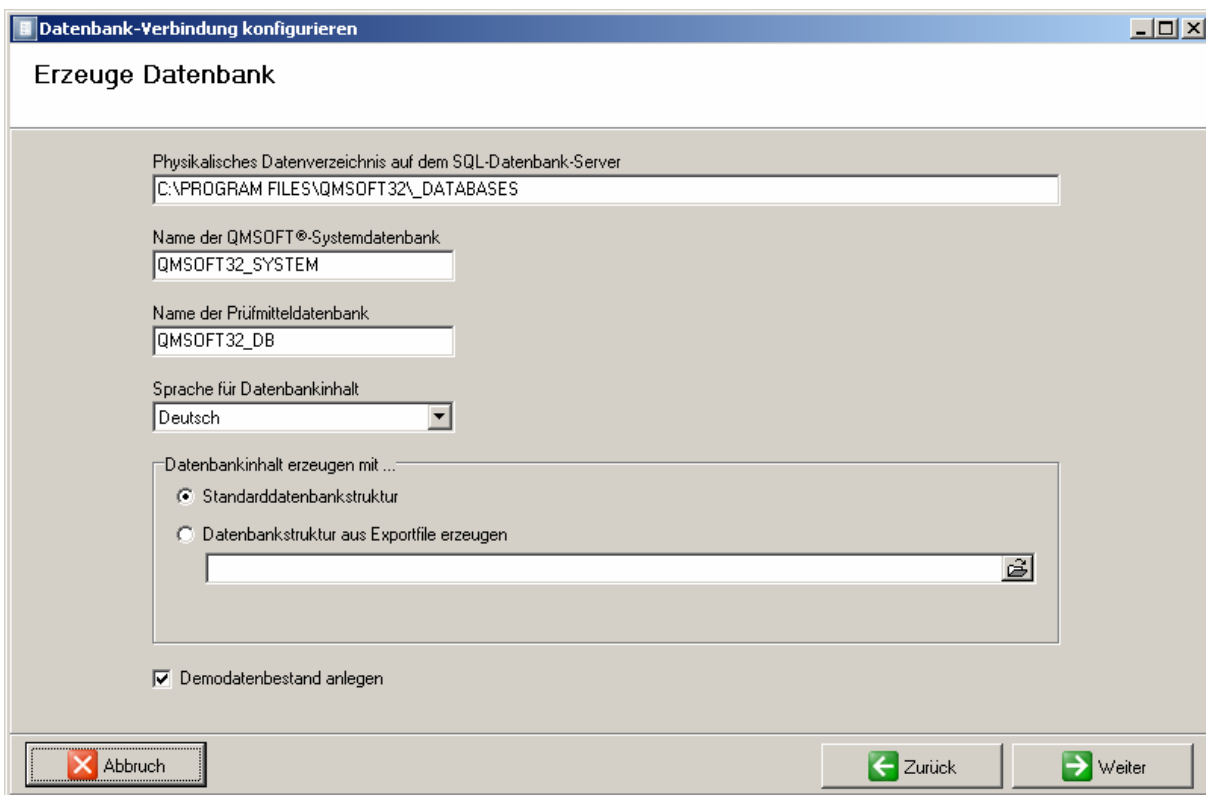 Datenbank-Verbindung konfigurieren
Erzeuge Datenbank
Physikalisches Datenverzeichnis auf dem SQL-Datenbank-Server
C:\PROGRAM FILES\QMSOFT32\_DATABASES
Name der QMSOFT®-Systemdatenbank
QMSOFT32_SYSTEM
Name der Prüfmitteldatenbank
QMSOFT32_DB
Sprache für Datenbankinhalt
Deutsch
Datenbankinhalt erzeugen mit ...
Standarddatenbankstruktur
Datenbankstruktur aus Exportfile erzeugen
Demodatenbestand anlegen
Abbruch Zurück Weiter